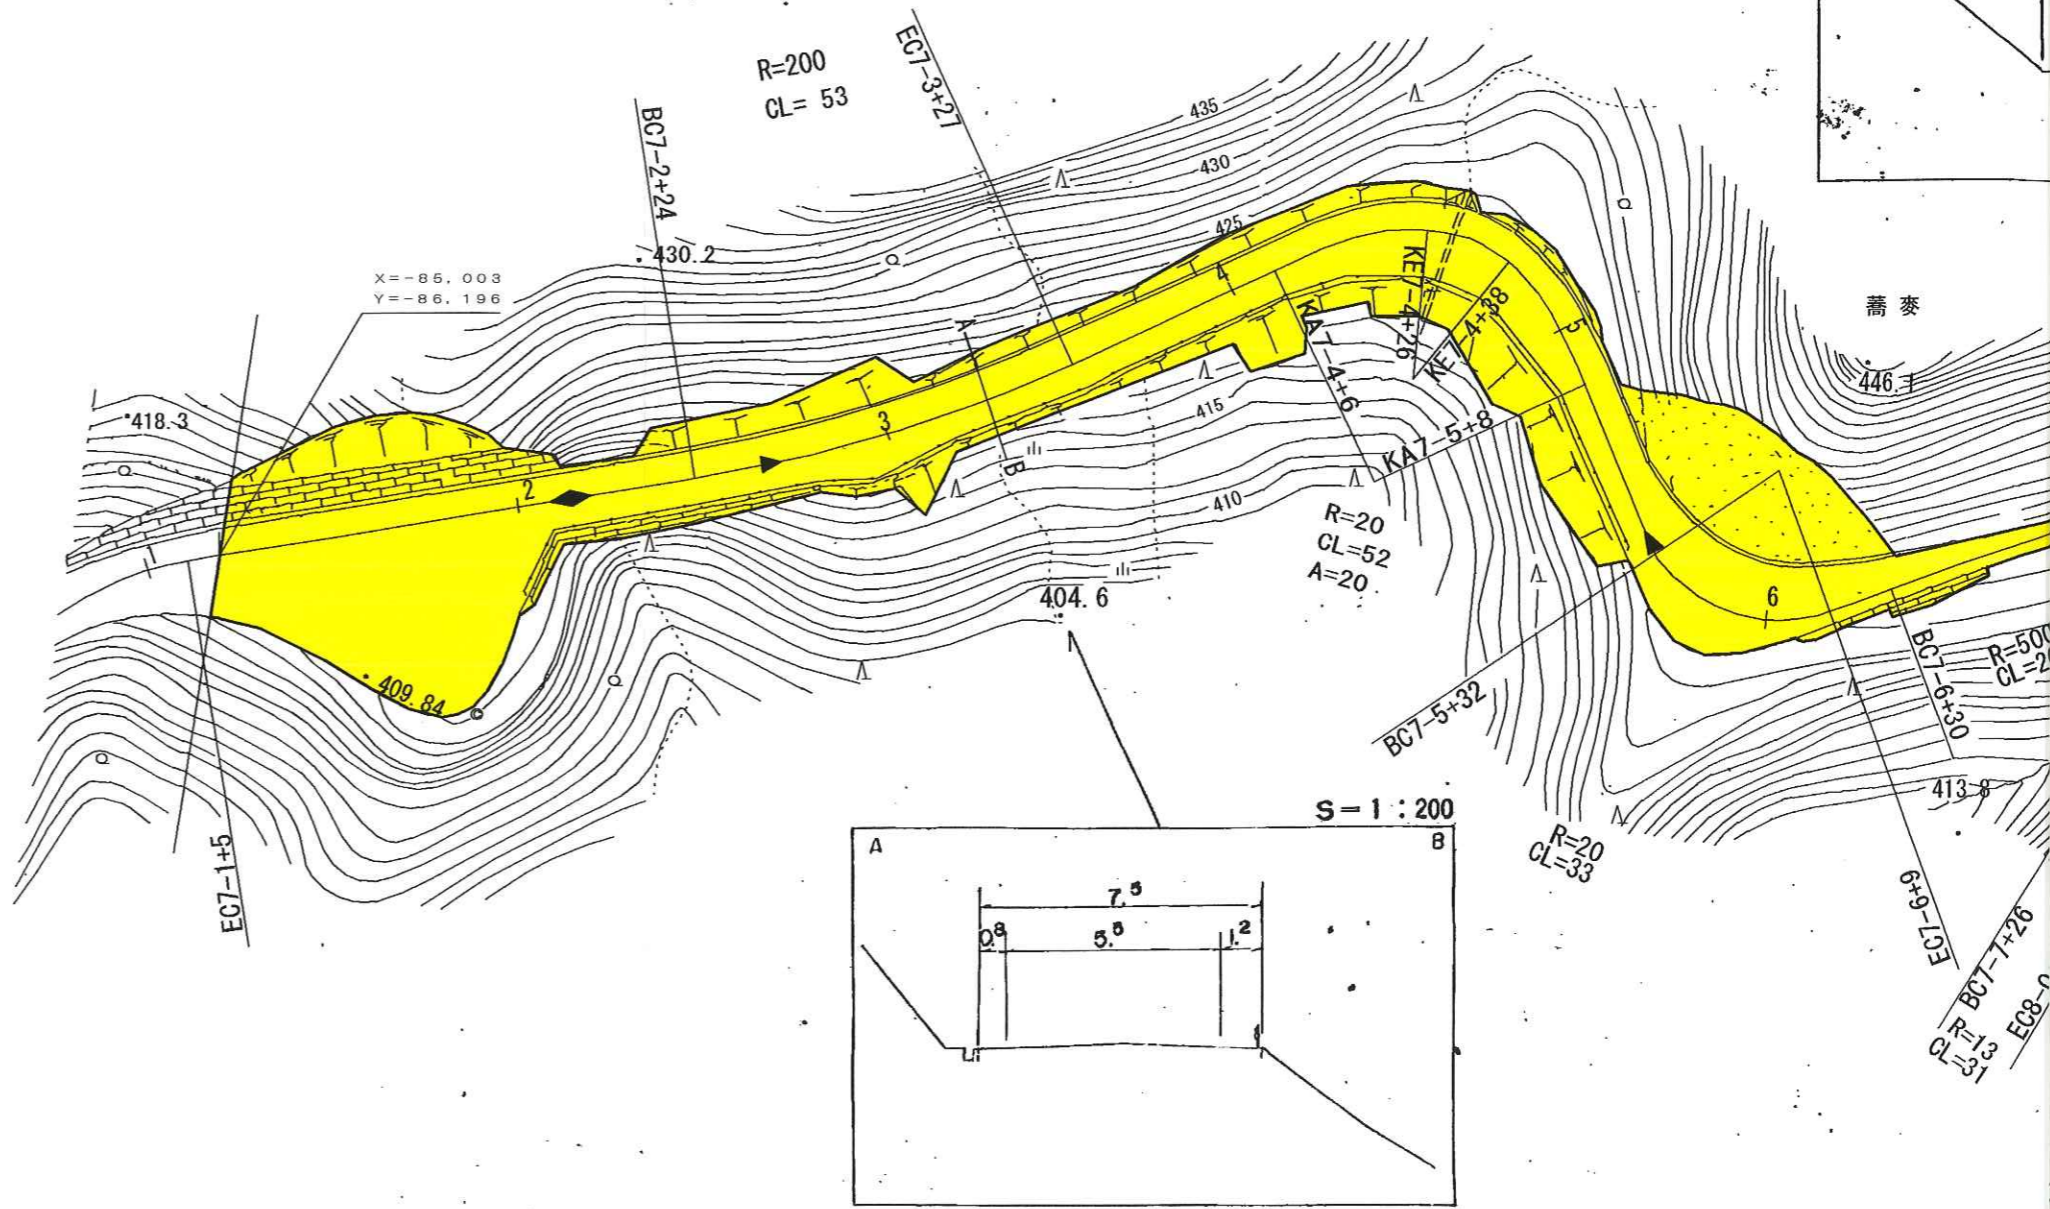 R=200
CL= 53
EC7-3+27
BC7-2+24
435
430
425
430.2
X=-85, 003
Y=-86, 196
418.3
KE7-4+26
KE7-4+38
KA7-4+6
KA7-5+8
蕎 麥
446.1
415
410
1
2
3
4
5
6
A
B
R=20
CL=52
A=20
404.6
409.84
BC7-5+32
BC7-6+30
R=500
413.8
EC7-1+5
S=1:200
R=20
CL=33
EC7-6+9
BC7-7+26
R=13
CL=31
A
B
7.5
0.8
5.5
1.2